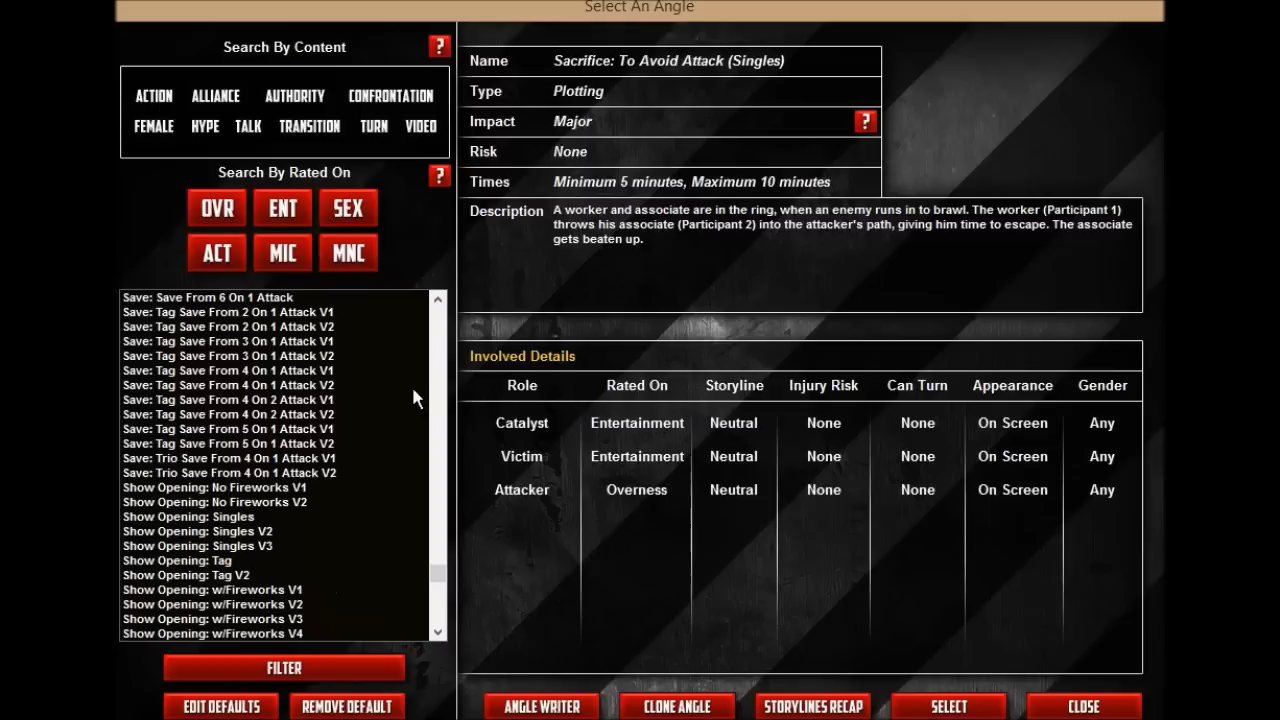 Select An Angle
Search By Content
?
ACTION ALLIANCE AUTHORITY CONFRONTATION
FEMALE HYPE TALK TRANSITION TURN VIDEO
Search By Rated On
?
OVR ENT SEX
ACT MIC MNC
Save: Save From 6 On 1 Attack
Save: Tag Save From 2 On 1 Attack V1
Save: Tag Save From 2 On 1 Attack V2
Save: Tag Save From 3 On 1 Attack V1
Save: Tag Save From 3 On 1 Attack V2
Save: Tag Save From 4 On 1 Attack V1
Save: Tag Save From 4 On 1 Attack V2
Save: Tag Save From 4 On 2 Attack V1
Save: Tag Save From 4 On 2 Attack V2
Save: Tag Save From 5 On 1 Attack V1
Save: Tag Save From 5 On 1 Attack V2
Save: Trio Save From 4 On 1 Attack V1
Save: Trio Save From 4 On 1 Attack V2
Show Opening: No Fireworks V1
Show Opening: No Fireworks V2
Show Opening: Singles
Show Opening: Singles V2
Show Opening: Singles V3
Show Opening: Tag
Show Opening: Tag V2
Show Opening: w/Fireworks V1
Show Opening: w/Fireworks V2
Show Opening: w/Fireworks V3
Show Opening: w/Fireworks V4
FILTER
EDIT DEFAULTS REMOVE DEFAULT
Name Sacrifice: To Avoid Attack (Singles)
Type Plotting
Impact Major ?
Risk None
Times Minimum 5 minutes, Maximum 10 minutes
Description A worker and associate are in the ring, when an enemy runs in to brawl. The worker (Participant 1)
throws his associate (Participant 2) into the attacker's path, giving him time to escape. The associate
gets beaten up.
Involved Details
Role Rated On Storyline Injury Risk Can Turn Appearance Gender
Catalyst Entertainment Neutral None None On Screen Any
Victim Entertainment Neutral None None On Screen Any
Attacker Overness Neutral None None On Screen Any
ANGLE WRITER CLONE ANGLE STORYLINES RECAP SELECT CLOSE